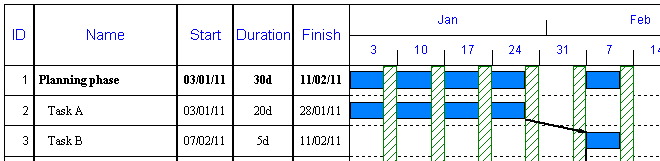 Jan Feb
ID Name Start Duration Finish
3 10 17 24 31 7 14
1 Planning phase 03/01/11 30d 11/02/11
2 Task A 03/01/11 20d 28/01/11
3 Task B 07/02/11 5d 11/02/11